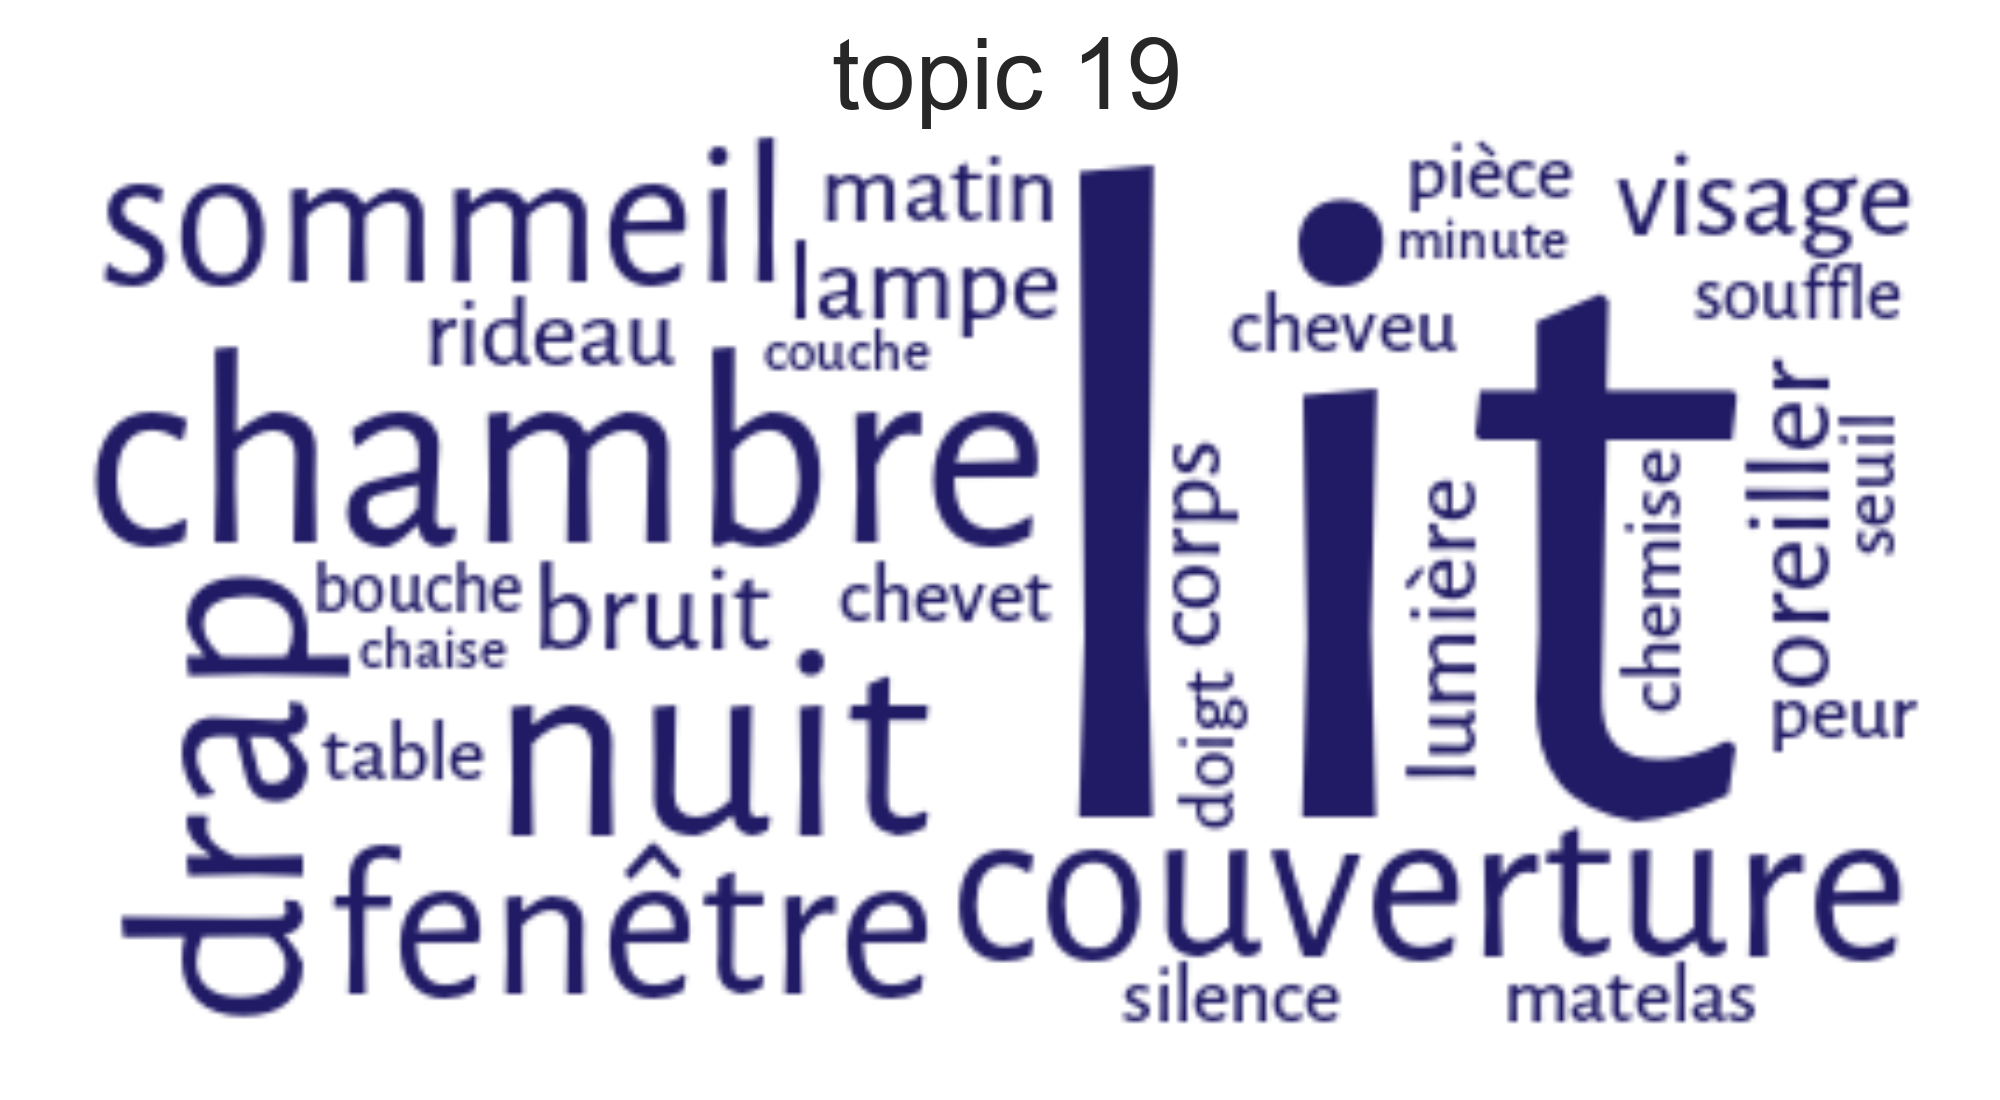 topic 19
sommeil
matin
lampe
rideau
couche
chambre
lit
pièce
minute
visage
souffle
cheveu
oreiller
seuil
corps
lumière
chemise
doigt
peur
drap
bouche
chaise
bruit
chevet
table
nuit
fenêtre
couverture
silence
matelas